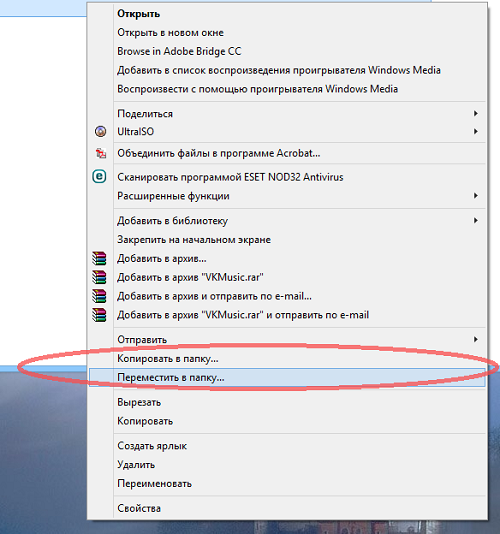 Открыть
Открыть в новом окне
Browse in Adobe Bridge CC
Добавить в список воспроизведения проигрывателя Windows Media
Воспроизвести с помощью проигрывателя Windows Media
Поделиться
UltraISO
Объединить файлы в программе Acrobat...
Сканировать программой ESET NOD32 Antivirus
Расширенные функции
Добавить в библиотеку
Закрепить на начальном экране
Добавить в архив...
Добавить в архив "VKMusic.rar"
Добавить в архив и отправить по e-mail...
Добавить в архив "VKMusic.rar" и отправить по e-mail
Отправить
Копировать в папку...
Переместить в папку...
Вырезать
Копировать
Создать ярлык
Удалить
Переименовать
Свойства